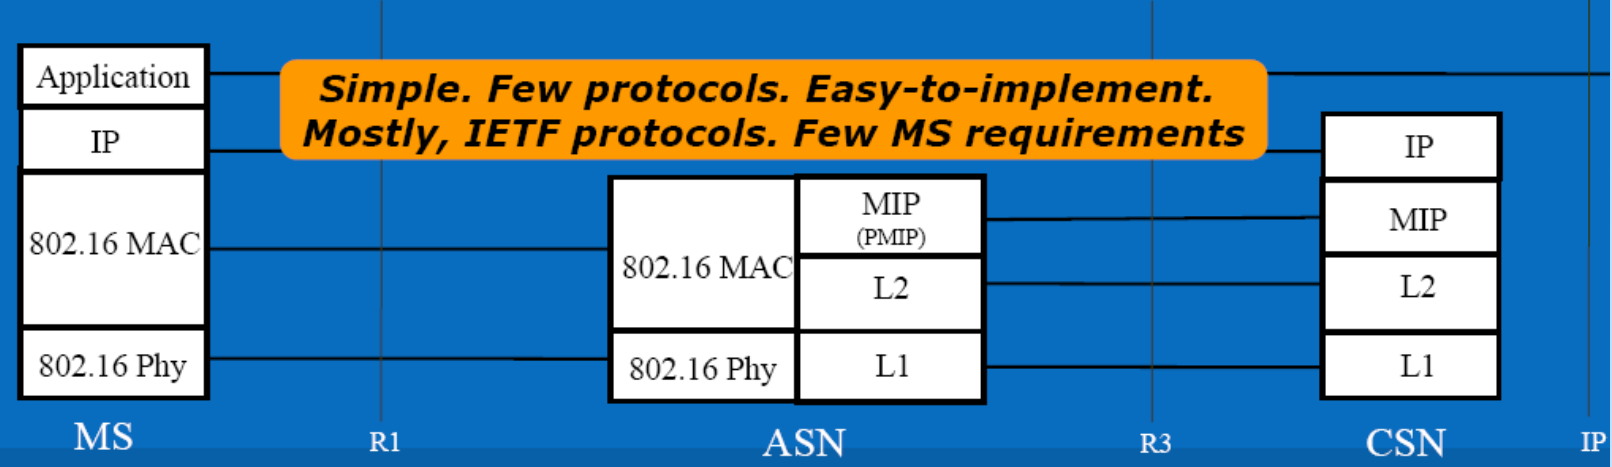 Application
Simple. Few protocols. Easy-to-implement.
Mostly, IETF protocols. Few MS requirements
IP
IP
MIP
(PMIP)
MIP
802.16 MAC
802.16 MAC
L2
L2
802.16 Phy
802.16 Phy
L1
L1
MS
R1
ASN
R3
CSN
IP